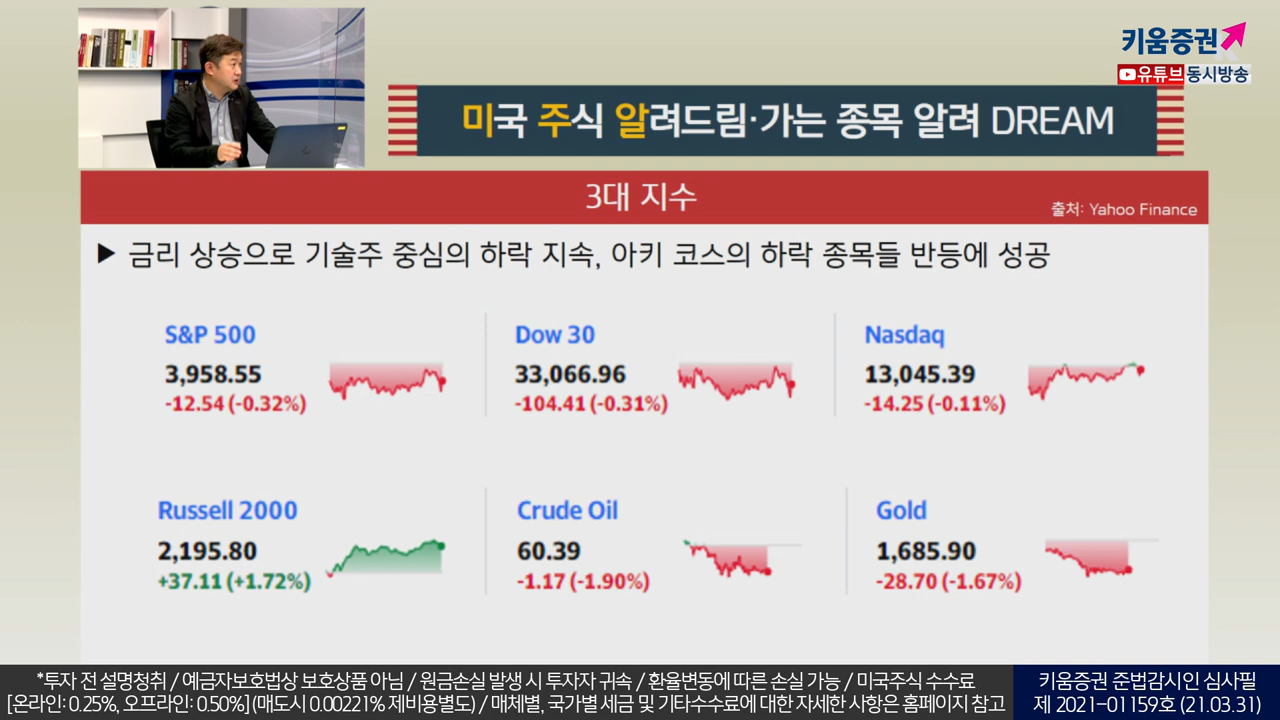 키움증권
유튜브 동시방송
미국 주식 알려드림·가는 종목 알려 DREAM
3대 지수
출처: Yahoo Finance
▶ 금리 상승으로 기술주 중심의 하락 지속, 아키 코스의 하락 종목들 반등에 성공
S&P 500
3,958.55
-12.54 (-0.32%)
Dow 30
33,066.96
-104.41 (-0.31%)
Nasdaq
13,045.39
-14.25 (-0.11%)
Russell 2000
2,195.80
+37.11 (+1.72%)
Crude Oil
60.39
-1.17 (-1.90%)
Gold
1,685.90
-28.70 (-1.67%)
*투자 전 설명청취 / 예금자보호법상 보호상품 아님 / 원금손실 발생 시 투자자 귀속 / 환율변동에 따른 손실 가능 / 미국주식 수수료
[온라인: 0.25%, 오프라인: 0.50%] (매도시 0.00221% 제비용별도) / 매체별, 국가별 세금 및 기타수수료에 대한 자세한 사항은 홈페이지 참고
키움증권 준법감시인 심사필
제 2021-01159호 (21.03.31)